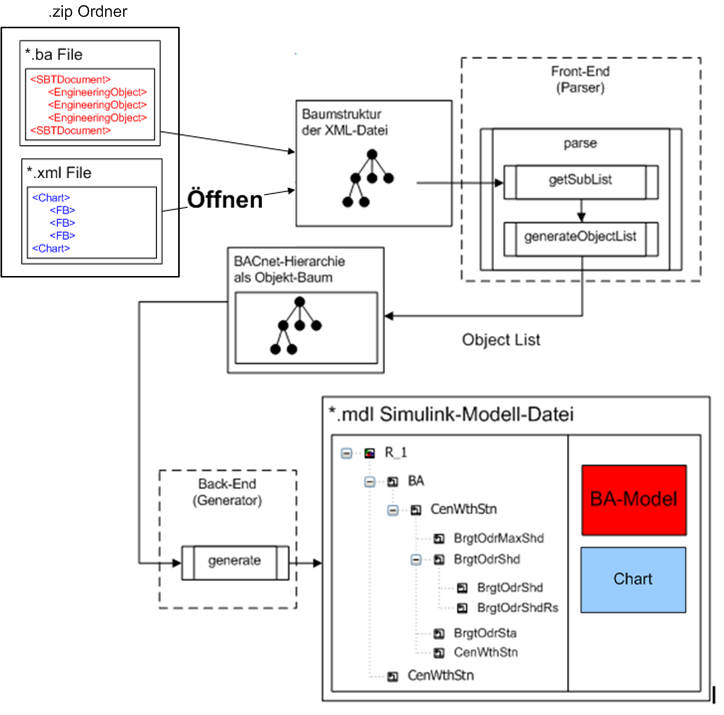 .zip Ordner
*.ba File
<SBTDocument>
<EngineeringObject>
<EngineeringObject>
<EngineeringObject>
<SBTDocument>
*.xml File
<Chart>
<FB>
<FB>
<FB>
<Chart>
Öffnen
Baumstruktur
der XML-Datei
Front-End
(Parser)
parse
getSubList
generateObjectList
BACnet-Hierarchie
als Objekt-Baum
Object List
Back-End
(Generator)
generate
*.mdl Simulink-Modell-Datei
R_1
BA
CenWthStn
BrgtOdrMaxShd
BrgtOdrShd
BrgtOdrShd
BrgtOdrShdRs
BrgtOdrSta
CenWthStn
CenWthStn
BA-Model
Chart